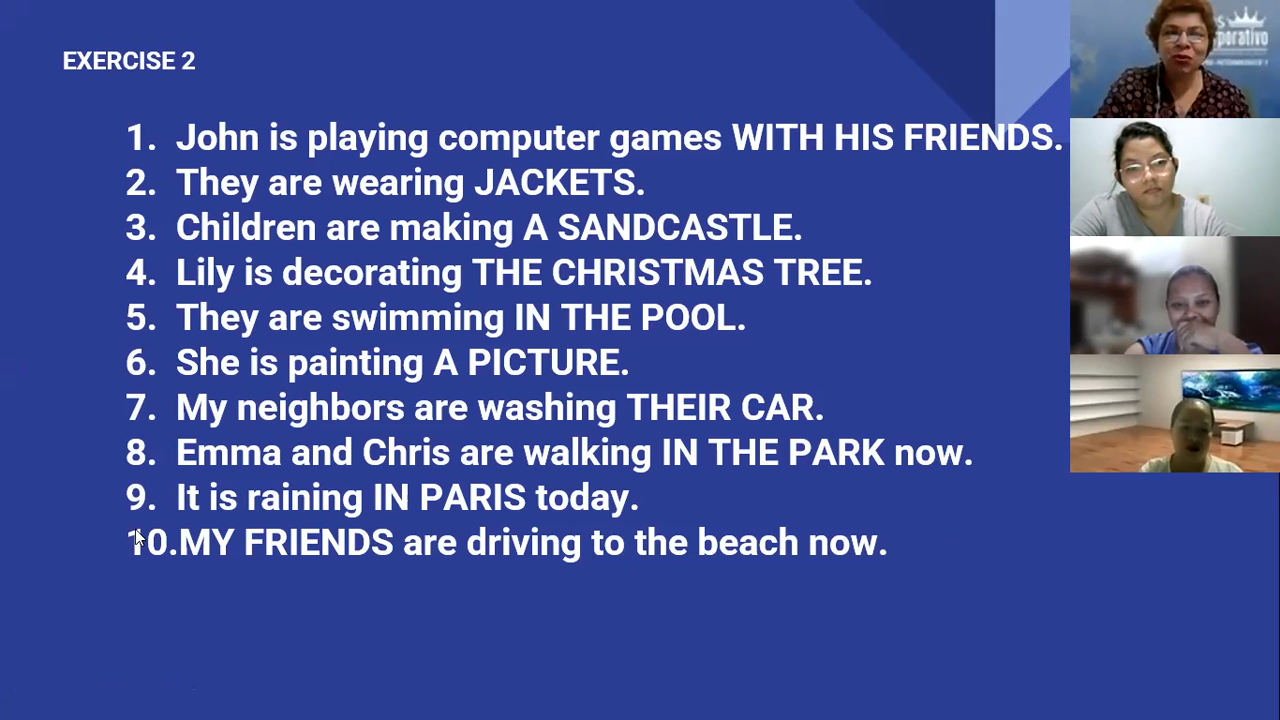 EXERCISE 2
1. John is playing computer games WITH HIS FRIENDS.
2. They are wearing JACKETS.
3. Children are making A SANDCASTLE.
4. Lily is decorating THE CHRISTMAS TREE.
5. They are swimming IN THE POOL.
6. She is painting A PICTURE.
7. My neighbors are washing THEIR CAR.
8. Emma and Chris are walking IN THE PARK now.
9. It is raining IN PARIS today.
10.MY FRIENDS are driving to the beach now.